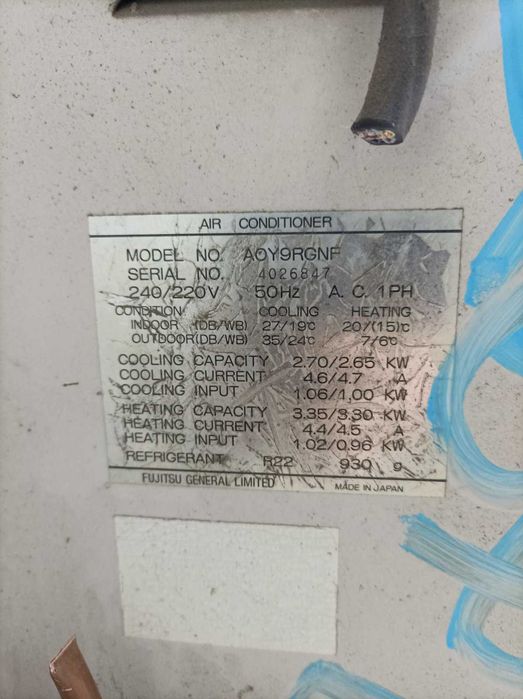 AIR CONDITIONER
MODEL NO. AOY9RGNF
SERIAL NO. 4026847
240/220V 50Hz A. C. 1PH
CONDITION COOLING HEATING
INDOOR (DB/WB) 27/19℃ 20/(15)℃
OUTDOOR(DB/WB) 35/24℃ 7/6℃
COOLING CAPACITY 2.70/2.65 KW
COOLING CURRENT 4.6/4.7 A
COOLING INPUT 1.06/1.00 KW
HEATING CAPACITY 3.35/3.30 KW
HEATING CURRENT 4.4/4.5 A
HEATING INPUT 1.02/0.96 KW
REFRIGERANT R22 930 g
FUJITSU GENERAL LIMITED MADE IN JAPAN